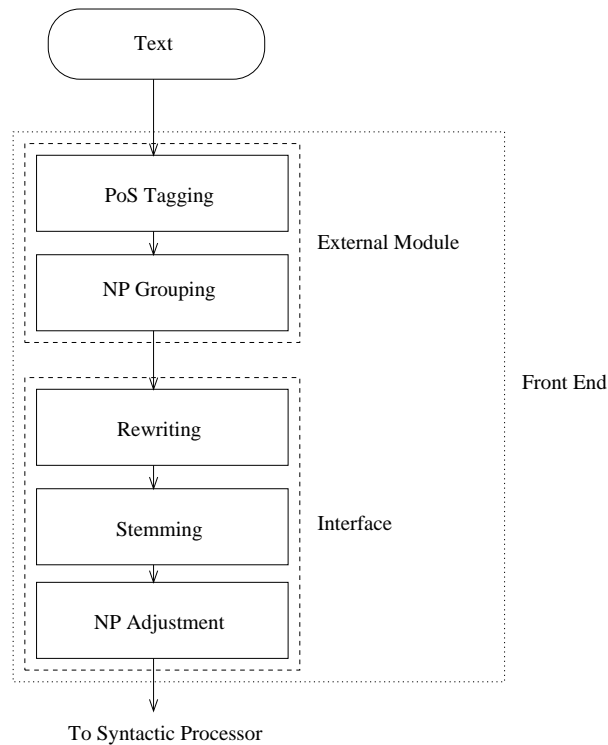 Text
PoS Tagging
External Module
NP Grouping
Front End
Rewriting
Stemming
Interface
NP Adjustment
To Syntactic Processor